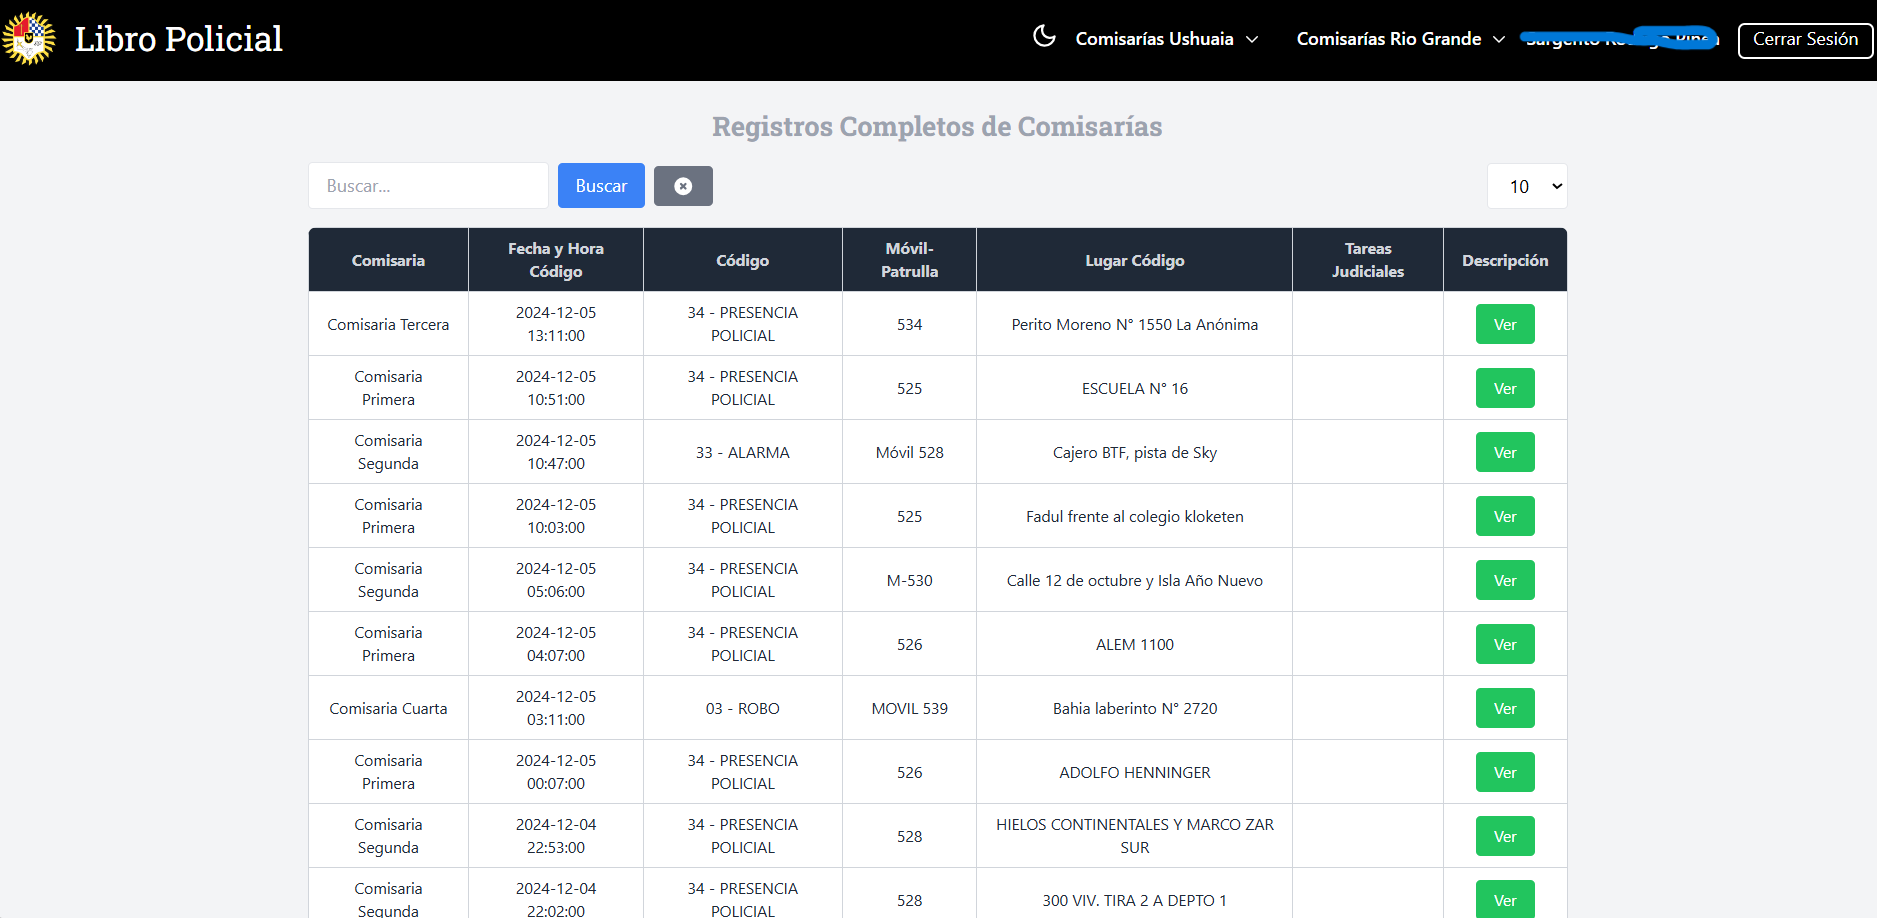 Libro Policial
Comisarías Ushuaia
Comisarías Rio Grande
Cerrar Sesión
Registros Completos de Comisarías
Buscar...
Buscar
10
Comisaria
Fecha y Hora
Código
Código
Móvil-
Patrulla
Lugar Código
Tareas
Judiciales
Descripción
Comisaria Tercera
2024-12-05
13:11:00
34 - PRESENCIA
POLICIAL
534
Perito Moreno N° 1550 La Anónima
Ver
Comisaria
Primera
2024-12-05
10:51:00
34 - PRESENCIA
POLICIAL
525
ESCUELA N° 16
Ver
Comisaria
Segunda
2024-12-05
10:47:00
33 - ALARMA
Móvil 528
Cajero BTF, pista de Sky
Ver
Comisaria
Primera
2024-12-05
10:03:00
34 - PRESENCIA
POLICIAL
525
Fadul frente al colegio kloketen
Ver
Comisaria
Segunda
2024-12-05
05:06:00
34 - PRESENCIA
POLICIAL
M-530
Calle 12 de octubre y Isla Año Nuevo
Ver
Comisaria
Primera
2024-12-05
04:07:00
34 - PRESENCIA
POLICIAL
526
ALEM 1100
Ver
Comisaria Cuarta
2024-12-05
03:11:00
03 - ROBO
MOVIL 539
Bahia laberinto N° 2720
Ver
Comisaria
Primera
2024-12-05
00:07:00
34 - PRESENCIA
POLICIAL
526
ADOLFO HENNINGER
Ver
Comisaria
Segunda
2024-12-04
22:53:00
34 - PRESENCIA
POLICIAL
528
HIELOS CONTINENTALES Y MARCO ZAR
SUR
Ver
Comisaria
Segunda
2024-12-04
22:02:00
34 - PRESENCIA
POLICIAL
528
300 VIV. TIRA 2 A DEPTO 1
Ver